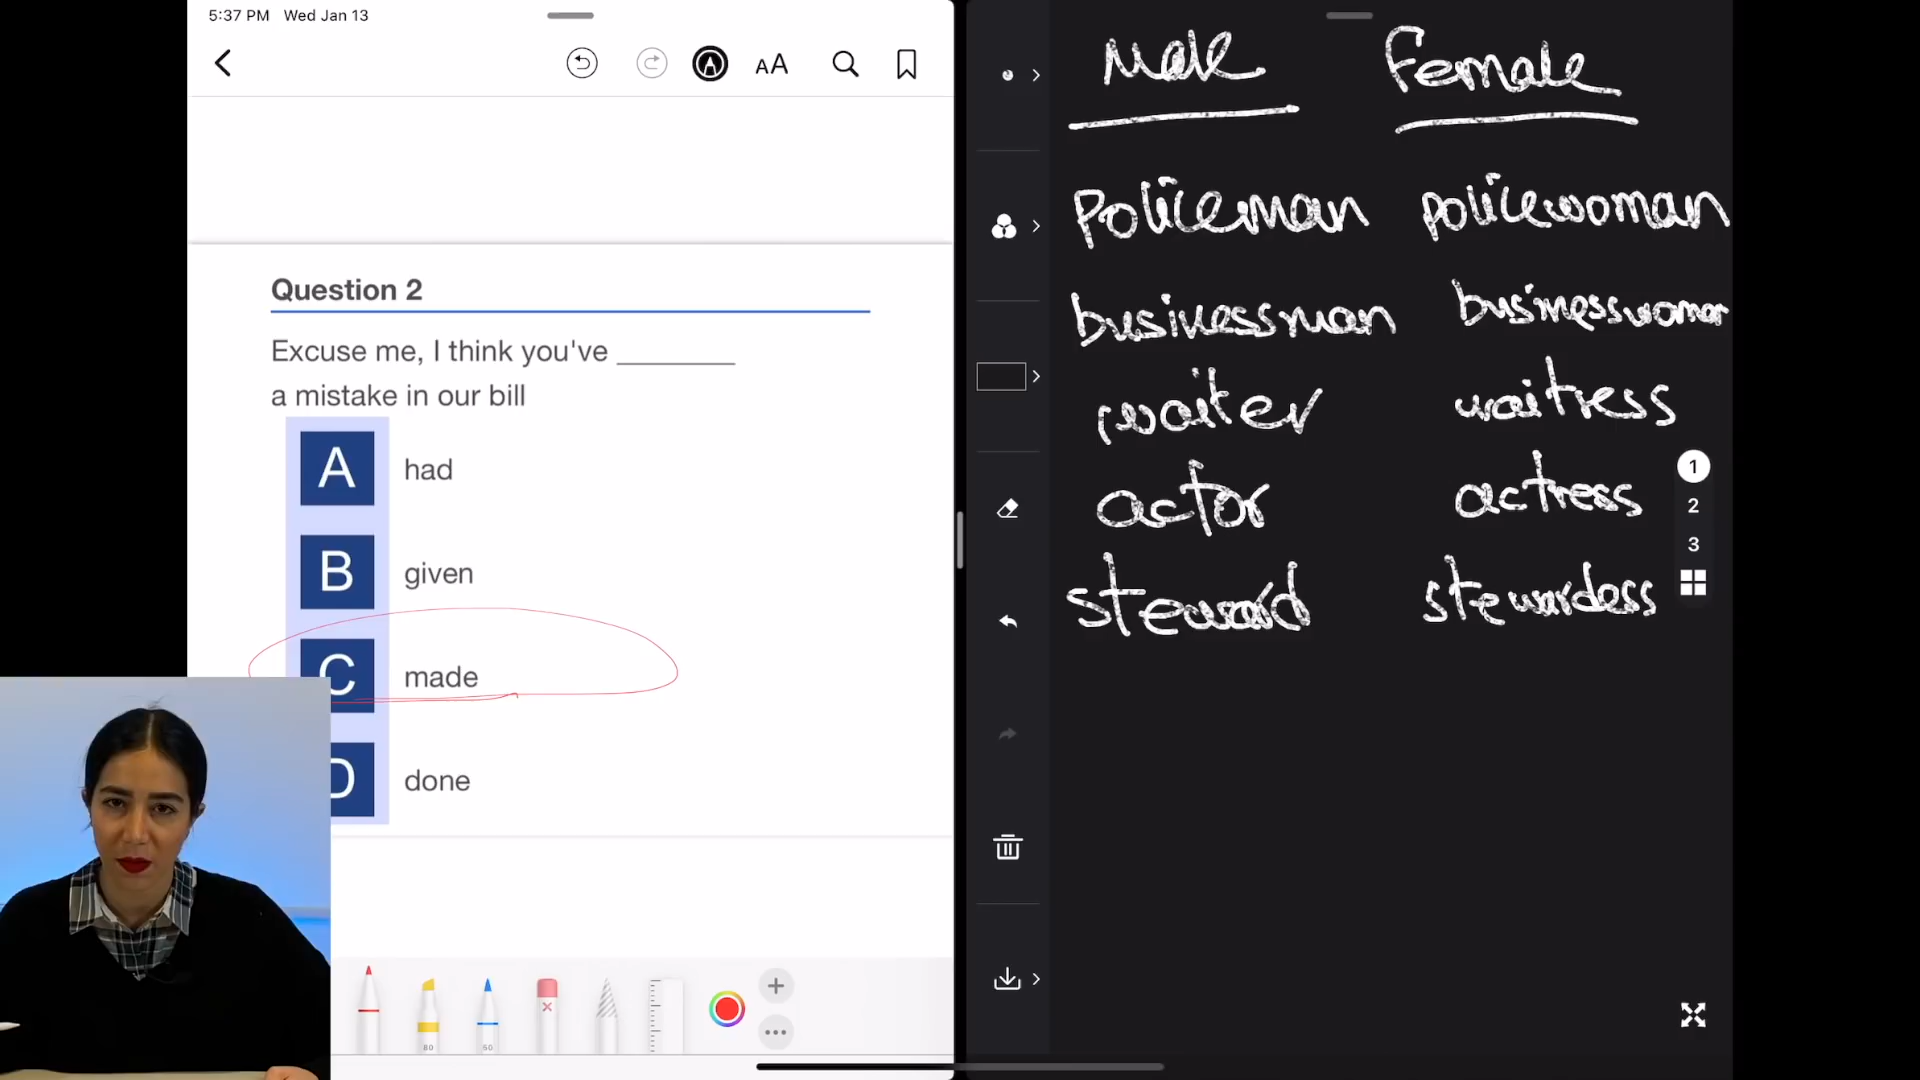 5:37 PM Wed Jan 13
AA
Question 2
Excuse me, I think you've ________
a mistake in our bill
A had
B given
C made
D done
80
50
Male Female
Policeman policewoman
businessman businesswoman
waiter waitress
actor actress
steward stewardess
1
2
3